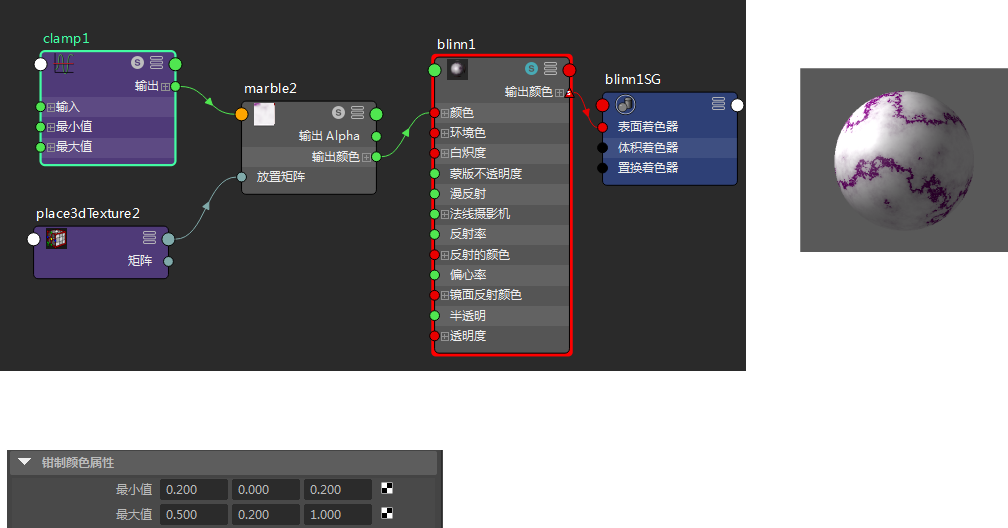 clamp1
S
输出
输入
最小值
最大值
place3dTexture2
矩阵
marble2
S
输出 Alpha
输出颜色
放置矩阵
blinn1
S
输出颜色
颜色
环境色
白炽度
蒙版不透明度
漫反射
法线摄影机
反射率
反射的颜色
偏心率
镜面反射颜色
半透明
透明度
blinn1SG
表面着色器
体积着色器
置换着色器
钳制颜色属性
最小值 0.200 0.000 0.200
最大值 0.500 0.200 1.000